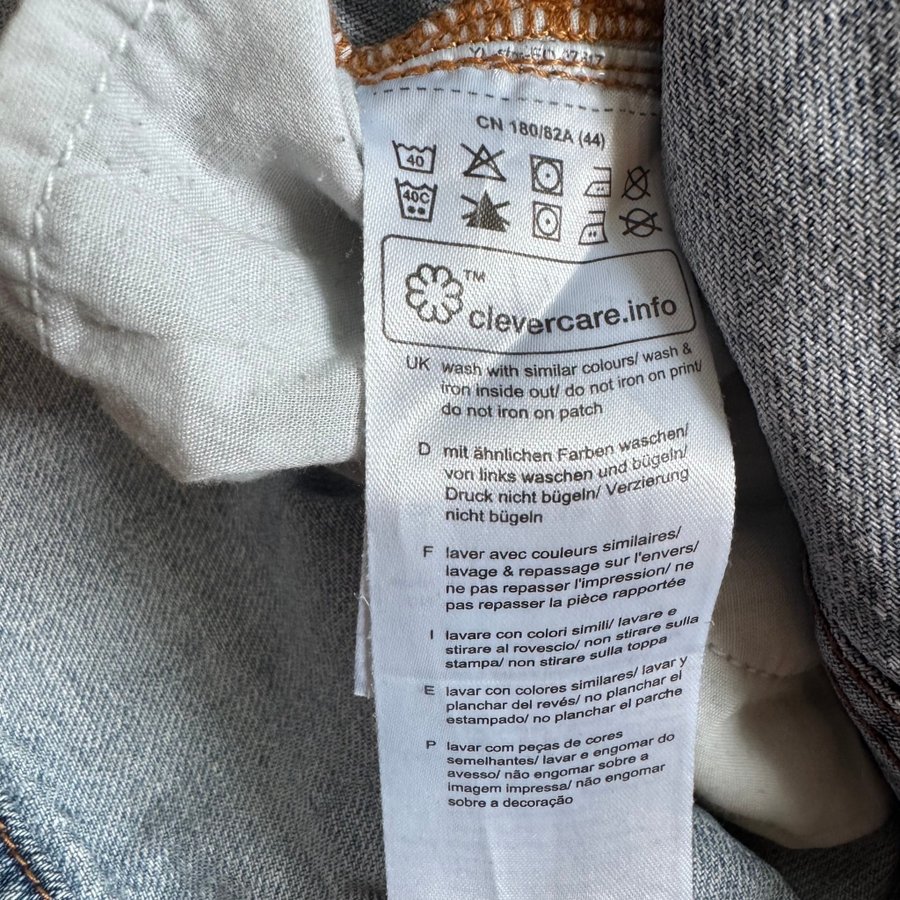 CN 180/82A (44)
40
40C
clevercare.info™
UK wash with similar colours/ wash &
iron inside out/ do not iron on print/
do not iron on patch
D mit ähnlichen Farben waschen/
von links waschen und bügeln/
Druck nicht bügeln/ Verzierung
nicht bügeln
F laver avec couleurs similaires/
lavage & repassage sur l'envers/
ne pas repasser l'impression/ ne
pas repasser la pièce rapportée
I lavare con colori simili/ lavare e
stirare al rovescio/ non stirare sulla
stampa/ non stirare sulla toppa
E lavar con colores similares/ lavar y
planchar del revés/ no planchar el
estampado/ no planchar el parche
P lavar com peças de cores
semelhantes/ lavar e engomar do
avesso/ não engomar sobre a
imagem impressa/ não engomar
sobre a decoração